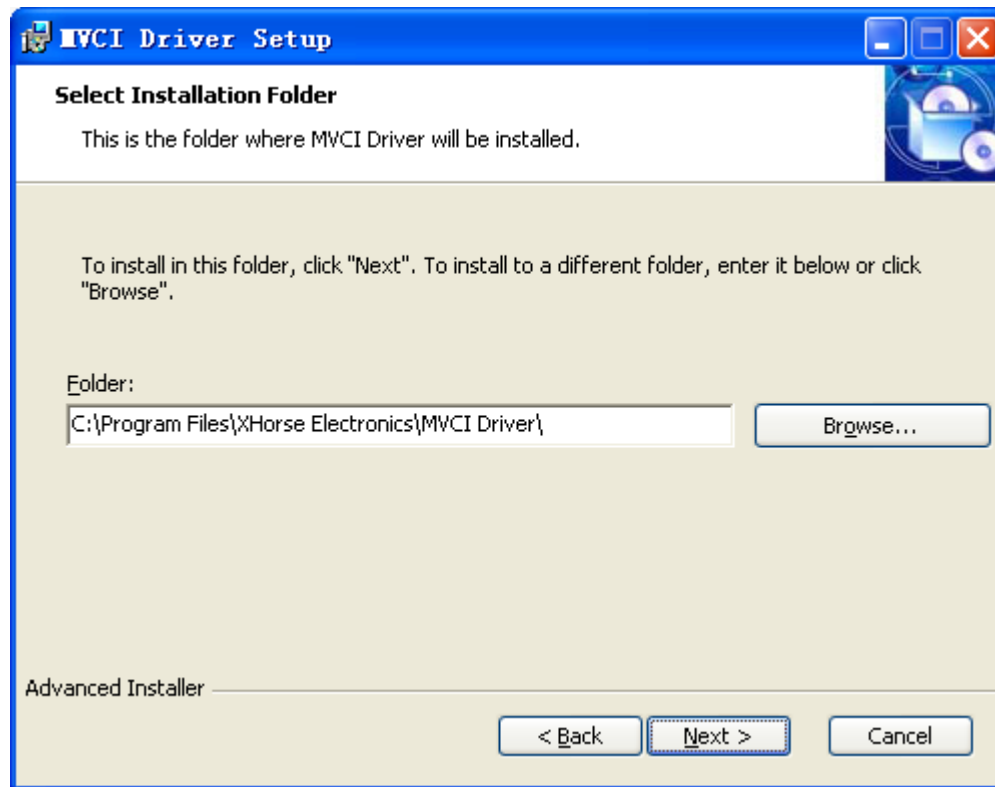 MVCI Driver Setup
Select Installation Folder
This is the folder where MVCI Driver will be installed.
To install in this folder, click "Next". To install to a different folder, enter it below or click
"Browse".
Folder:
C:\Program Files\XHorse Electronics\MVCI Driver\
Browse...
Advanced Installer
< Back
Next >
Cancel